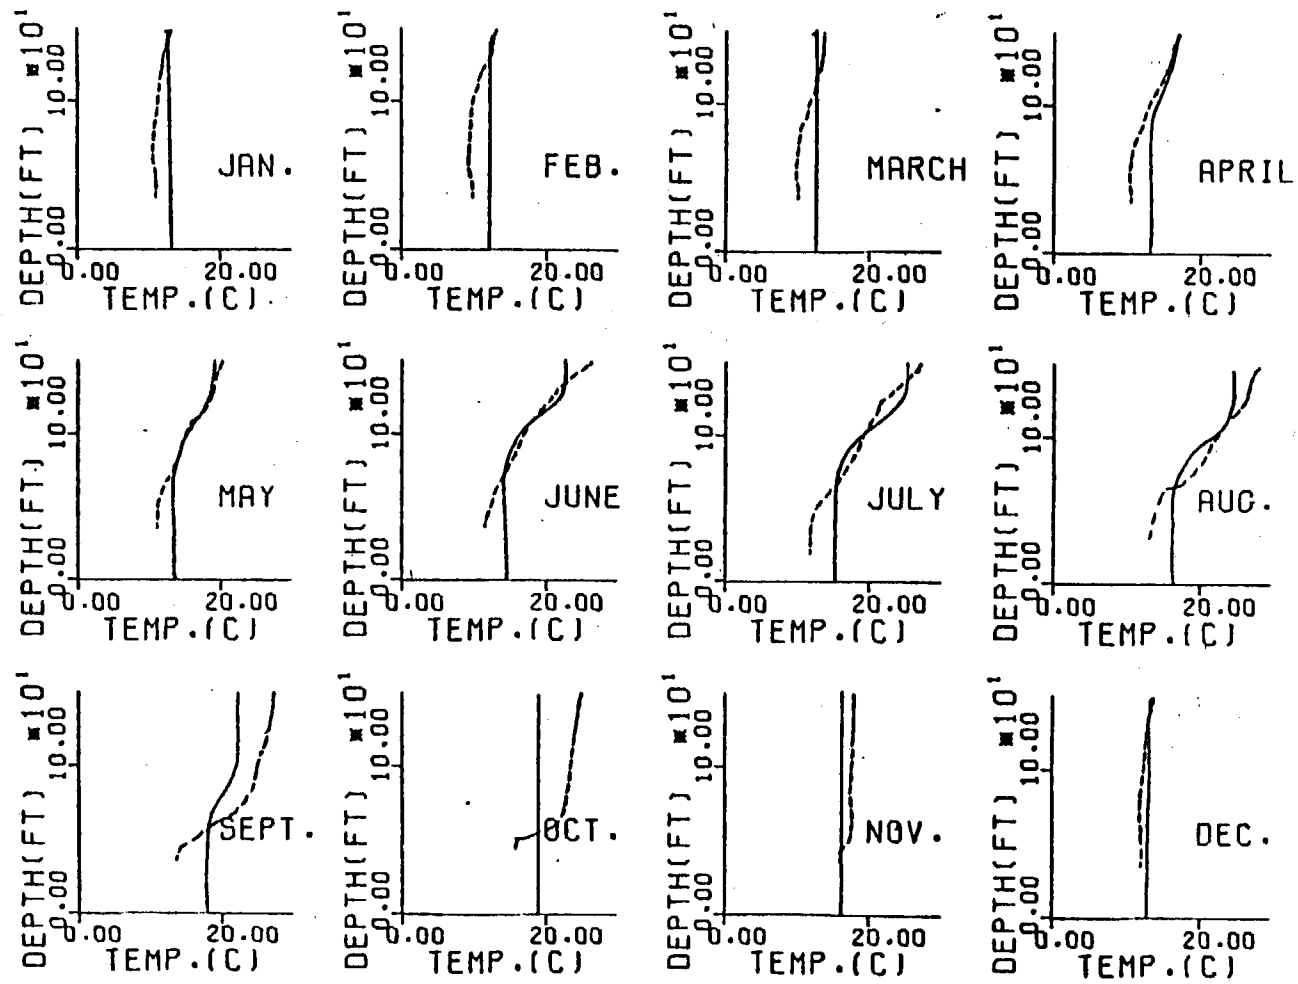 DEPTH(FT) *10¹
10.00
0.00
0.00 20.00
TEMP.(C)
JAN.
DEPTH(FT) *10¹
10.00
0.00
0.00 20.00
TEMP.(C)
FEB.
DEPTH(FT) *10¹
10.00
0.00
0.00 20.00
TEMP.(C)
MARCH
DEPTH(FT) *10¹
10.00
0.00
0.00 20.00
TEMP.(C)
APRIL
DEPTH(FT) *10¹
10.00
0.00
0.00 20.00
TEMP.(C)
MAY
DEPTH(FT) *10¹
10.00
0.00
0.00 20.00
TEMP.(C)
JUNE
DEPTH(FT) *10¹
10.00
0.00
0.00 20.00
TEMP.(C)
JULY
DEPTH(FT) *10¹
10.00
0.00
0.00 20.00
TEMP.(C)
AUG.
DEPTH(FT) *10¹
10.00
0.00
0.00 20.00
TEMP.(C)
SEPT.
DEPTH(FT) *10¹
10.00
0.00
0.00 20.00
TEMP.(C)
OCT.
DEPTH(FT) *10¹
10.00
0.00
0.00 20.00
TEMP.(C)
NOV.
DEPTH(FT) *10¹
10.00
0.00
0.00 20.00
TEMP.(C)
DEC.